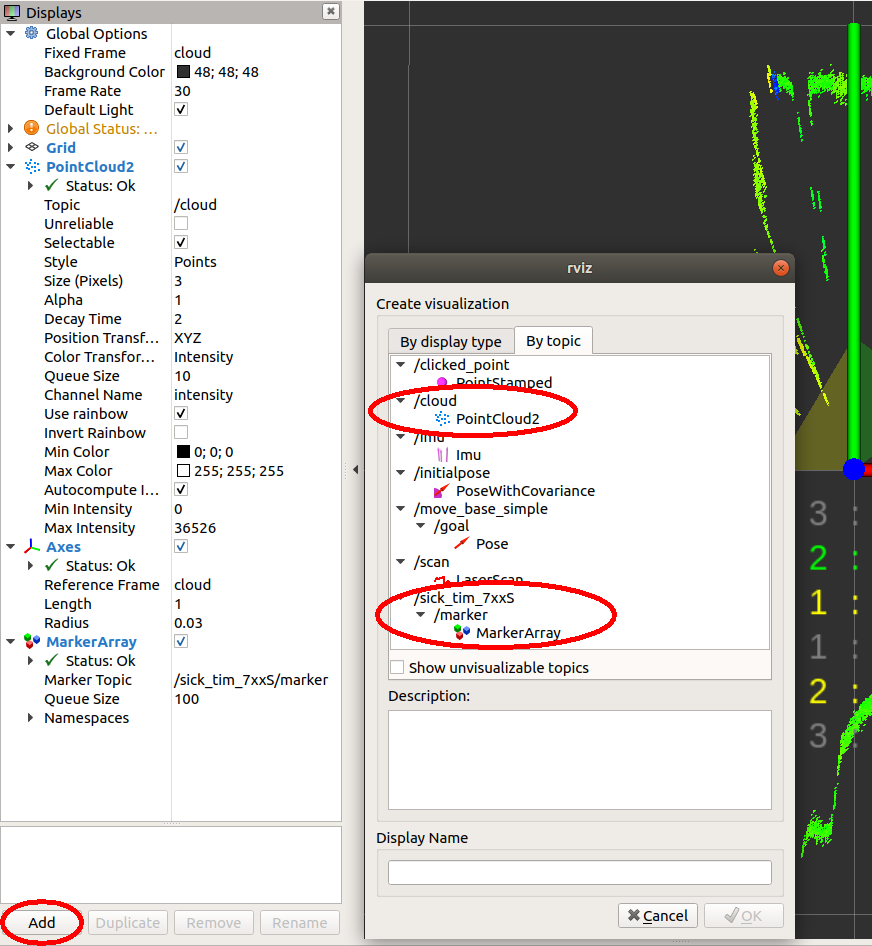 Displays
Global Options
Fixed Frame cloud
Background Color 48; 48; 48
Frame Rate 30
Default Light
Global Status: ...
Grid
PointCloud2
Status: Ok
Topic /cloud
Unreliable
Selectable
Style Points
Size (Pixels) 3
Alpha 1
Decay Time 2
Position Transf... XYZ
Color Transfor... Intensity
Queue Size 10
Channel Name intensity
Use rainbow
Invert Rainbow
Min Color 0; 0; 0
Max Color 255; 255; 255
Autocompute I...
Min Intensity 0
Max Intensity 36526
Axes
Status: Ok
Reference Frame cloud
Length 1
Radius 0.03
MarkerArray
Status: Ok
Marker Topic /sick_tim_7xxS/marker
Queue Size 100
Namespaces
Add Duplicate Remove Rename
rviz
Create visualization
By display type By topic
/clicked_point
PointStamped
/cloud
PointCloud2
/imu
Imu
/initialpose
PoseWithCovariance
/move_base_simple
/goal
Pose
/scan
LaserScan
/sick_tim_7xxS
/marker
MarkerArray
Show unvisualizable topics
Description:
Display Name
Cancel OK
3 :
2 :
1 :
1 :
2 :
3 :